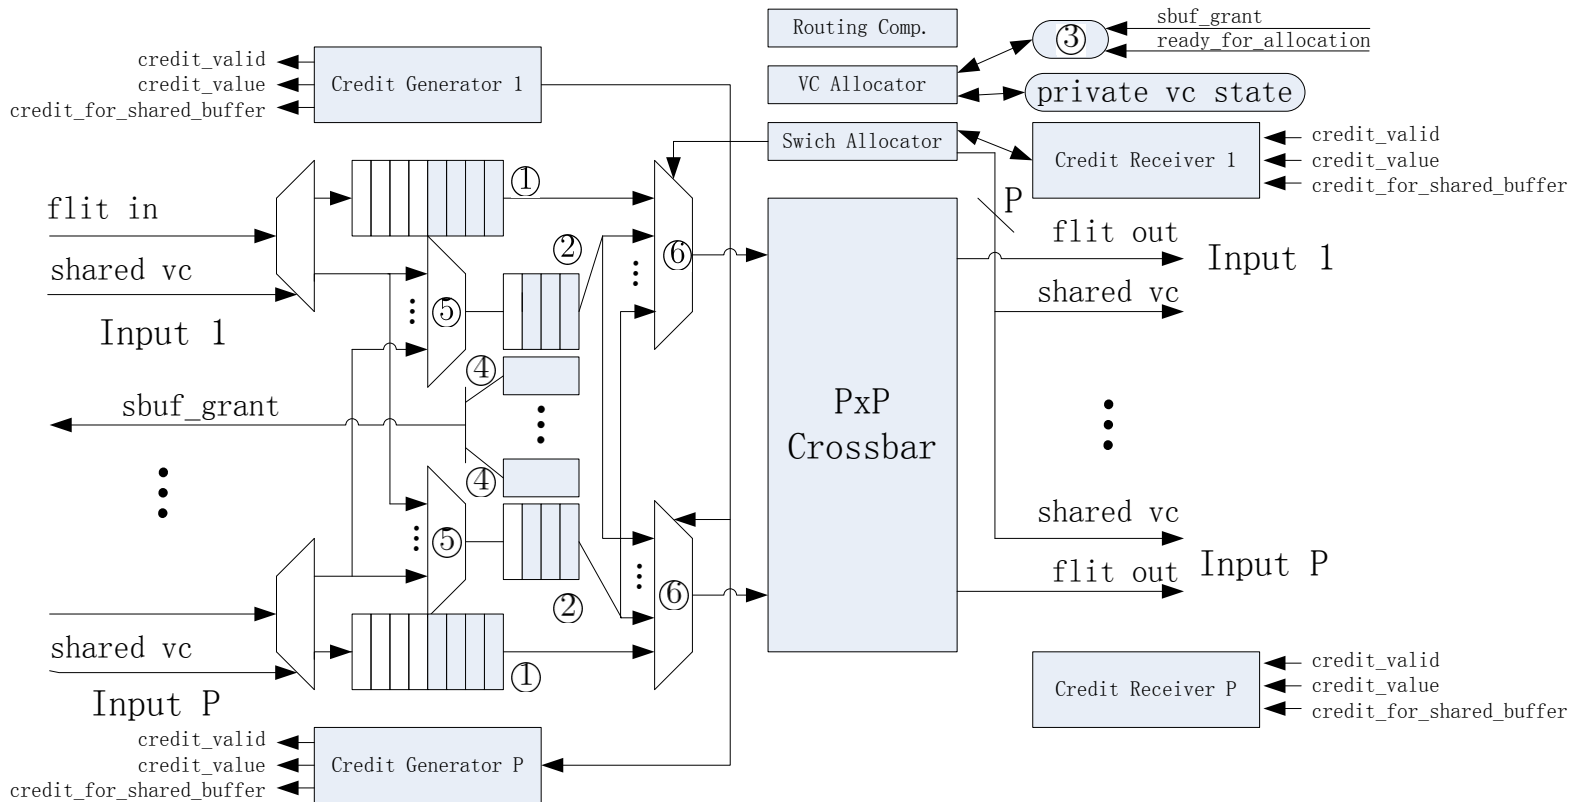 Routing Comp.
sbuf_grant
③
ready_for_allocation
credit_valid
credit_value
credit_for_shared_buffer
Credit Generator 1
VC Allocator
private vc state
Swich Allocator
Credit Receiver 1
credit_valid
credit_value
credit_for_shared_buffer
flit in
shared vc
Input 1
①
②
⑤
⑥
P
flit out
shared vc
Input 1
④
sbuf_grant
PxP
Crossbar
④
⑤
②
①
⑥
shared vc
flit out
Input P
shared vc
Input P
credit_valid
credit_value
credit_for_shared_buffer
Credit Generator P
Credit Receiver P
credit_valid
credit_value
credit_for_shared_buffer